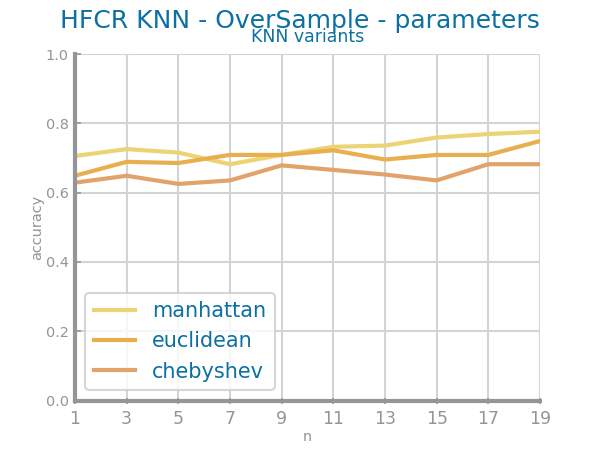 HFCR KNN - OverSample - parameters
KNN variants
1.0
0.8
0.6
0.4
0.2
0.0
accuracy
manhattan
euclidean
chebyshev
1 3 5 7 9 11 13 15 17 19
n